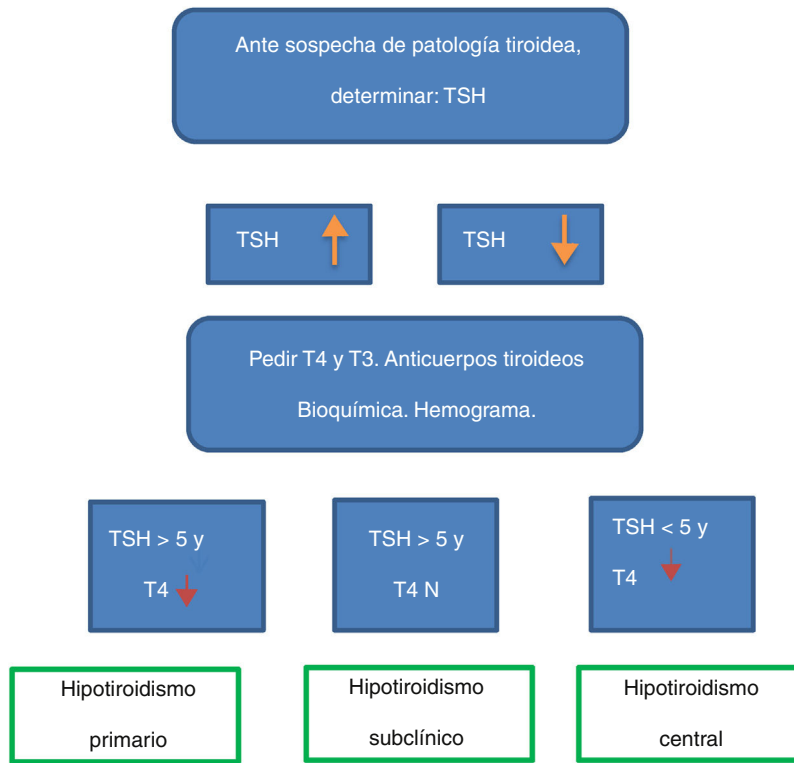 Ante sospecha de patología tiroidea,
determinar: TSH
TSH
TSH
Pedir T4 y T3. Anticuerpos tiroideos
Bioquímica. Hemograma.
TSH > 5 y
T4
TSH > 5 y
T4 N
TSH < 5 y
T4
Hipotiroidismo
primario
Hipotiroidismo
subclínico
Hipotiroidismo
central